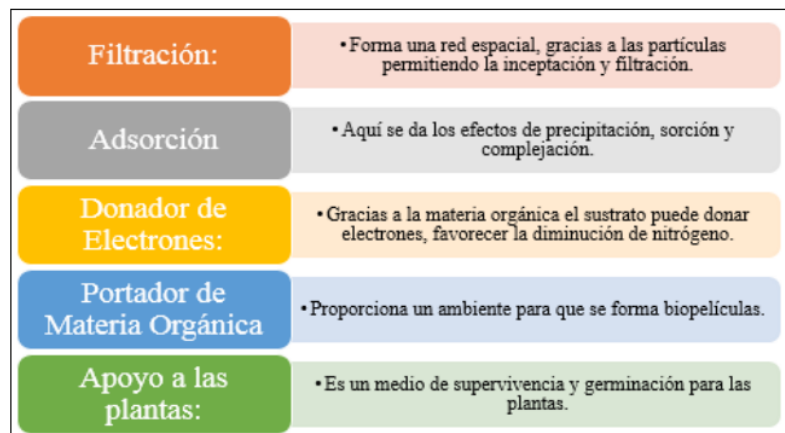 Filtración:
• Forma una red espacial, gracias a las partículas
permitiendo la inceptación y filtración.
Adsorción
• Aquí se da los efectos de precipitación, sorción y
complejación.
Donador de
Electrones:
• Gracias a la materia orgánica el sustrato puede donar
electrones, favorecer la diminución de nitrógeno.
Portador de
Materia Orgánica
• Proporciona un ambiente para que se forma biopelículas.
Apoyo a las
plantas:
• Es un medio de supervivencia y germinación para las
plantas.